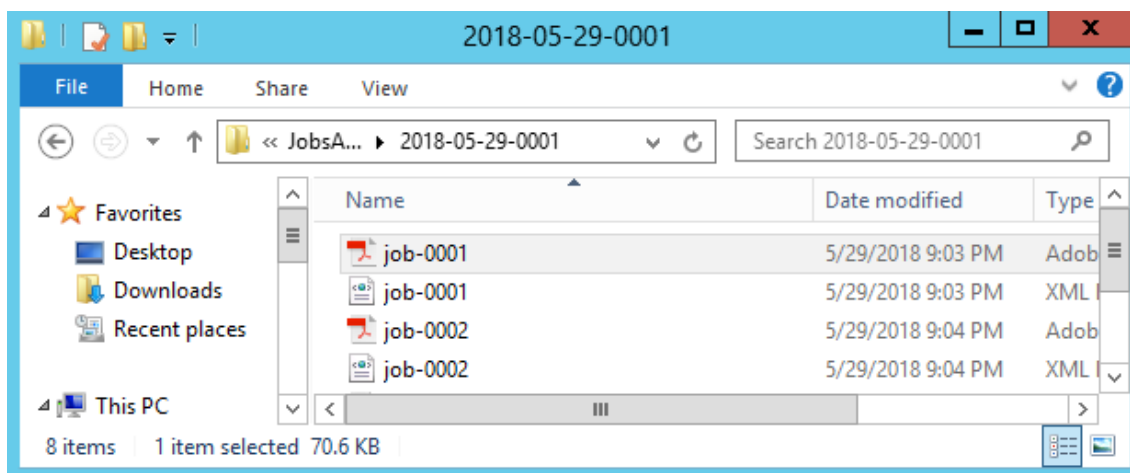 2018-05-29-0001
File Home Share View
« JobsA... 2018-05-29-0001 Search 2018-05-29-0001
Name Date modified Type
Favorites
Desktop
Downloads
Recent places
This PC
job-0001 5/29/2018 9:03 PM Adob
job-0001 5/29/2018 9:03 PM XML
job-0002 5/29/2018 9:04 PM Adob
job-0002 5/29/2018 9:04 PM XML
8 items 1 item selected 70.6 KB